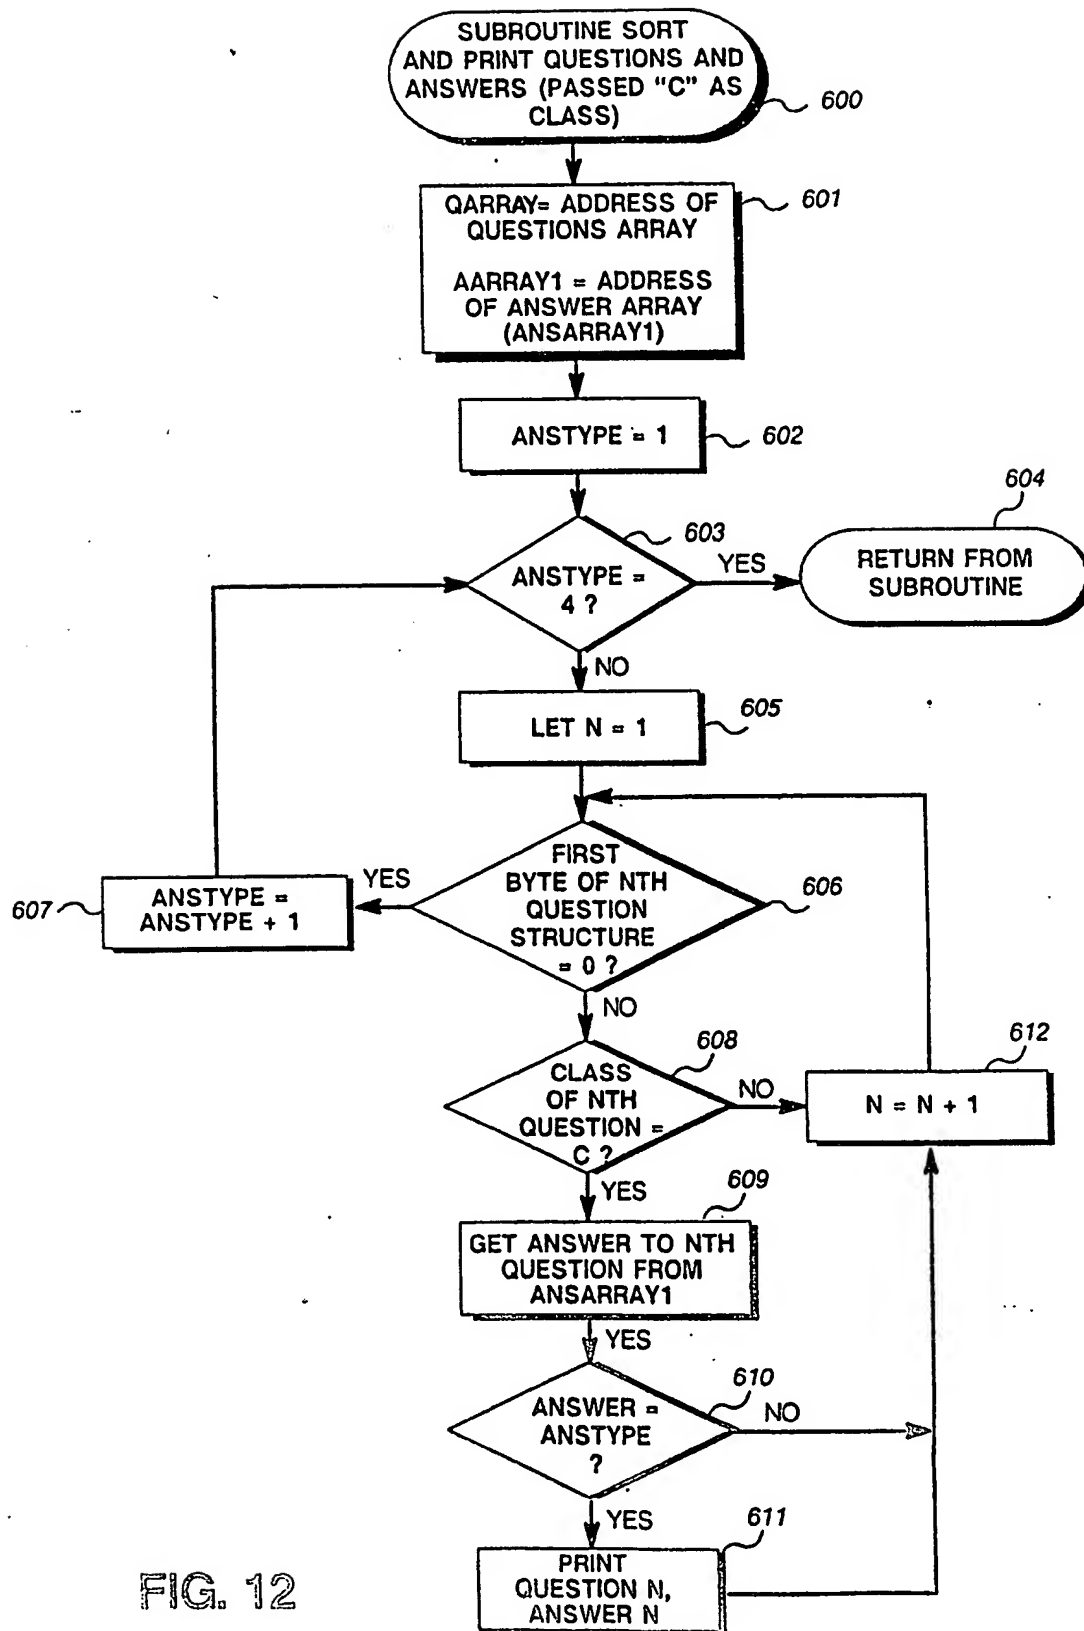 SUBROUTINE SORT
AND PRINT QUESTIONS AND
ANSWERS (PASSED "C" AS
CLASS)
600
QARRAY= ADDRESS OF
QUESTIONS ARRAY
601
AARRAY1 = ADDRESS
OF ANSWER ARRAY
(ANSARRAY1)
ANSTYPE = 1
602
603
ANSTYPE =
4 ?
YES
604
RETURN FROM
SUBROUTINE
NO
LET N = 1
605
FIRST
BYTE OF NTH
QUESTION
STRUCTURE
= 0 ?
606
YES
607
ANSTYPE =
ANSTYPE + 1
NO
608
CLASS
OF NTH
QUESTION =
C ?
NO
612
N = N + 1
YES
609
GET ANSWER TO NTH
QUESTION FROM
ANSARRAY1
YES
610
ANSWER =
ANSTYPE
?
NO
YES
611
PRINT
QUESTION N,
ANSWER N
FIG. 12